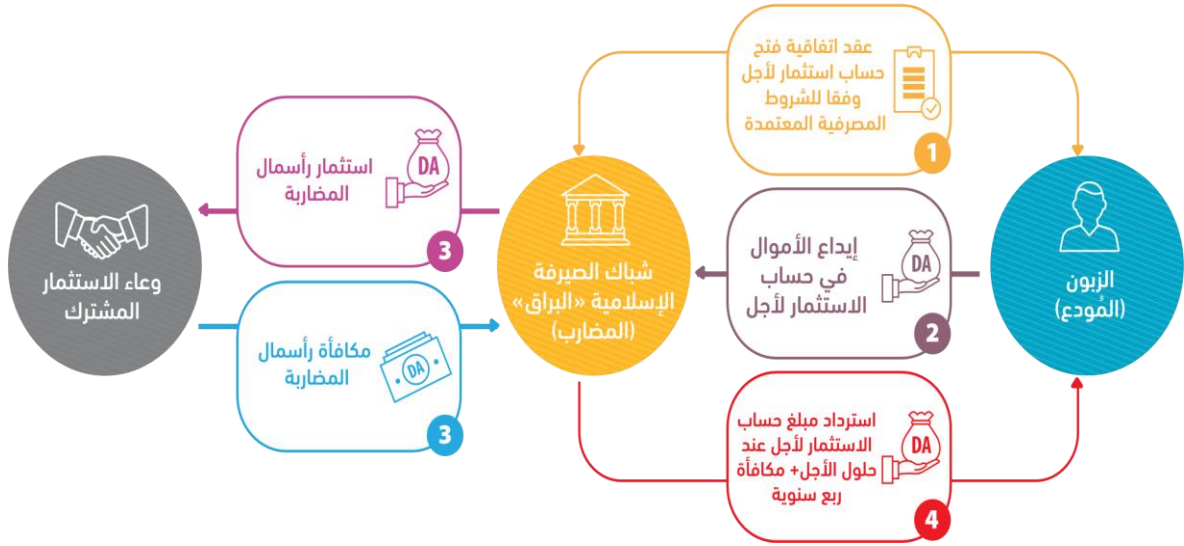 عقد اتفاقية فتح
حساب استثمار لأجل
وفقا للشروط
المصرفية المعتمدة
1
الزبون
(المُودع)
DA
إيداع الأموال
في حساب
الاستثمار لأجل
2
شباك الصيرفة
الإسلامية «البراق»
(المضارب)
DA
استثمار رأسمال
المضاربة
3
وعاء الاستثمار
المشترك
DA
مكافأة رأسمال
المضاربة
3
DA
استرداد مبلغ حساب
الاستثمار لأجل عند
حلول الأجل+ مكافأة
ربع سنوية
4